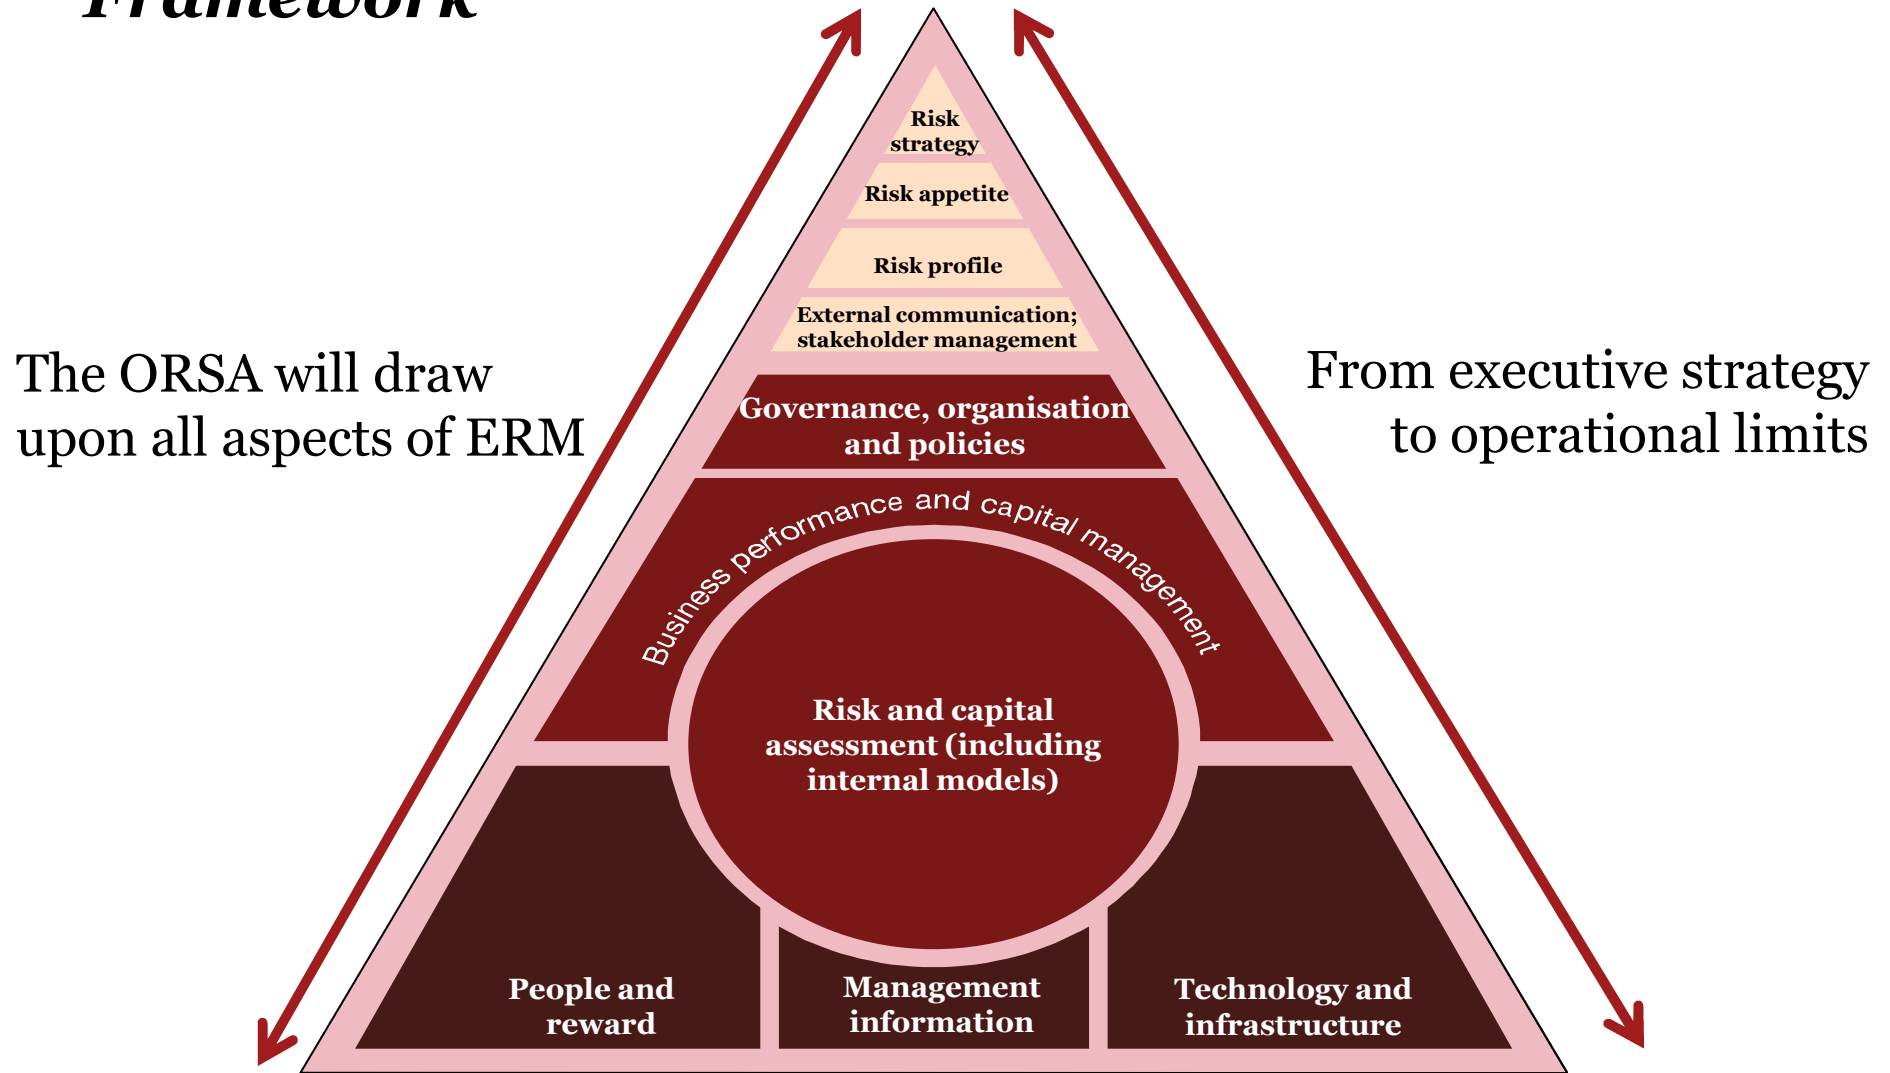 Framework
Risk
strategy
Risk appetite
Risk profile
External communication;
stakeholder management
The ORSA will draw
upon all aspects of ERM
From executive strategy
to operational limits
Governance, organisation
and policies
Business performance and capital management
Risk and capital
assessment (including
internal models)
People and
reward
Management
information
Technology and
infrastructure